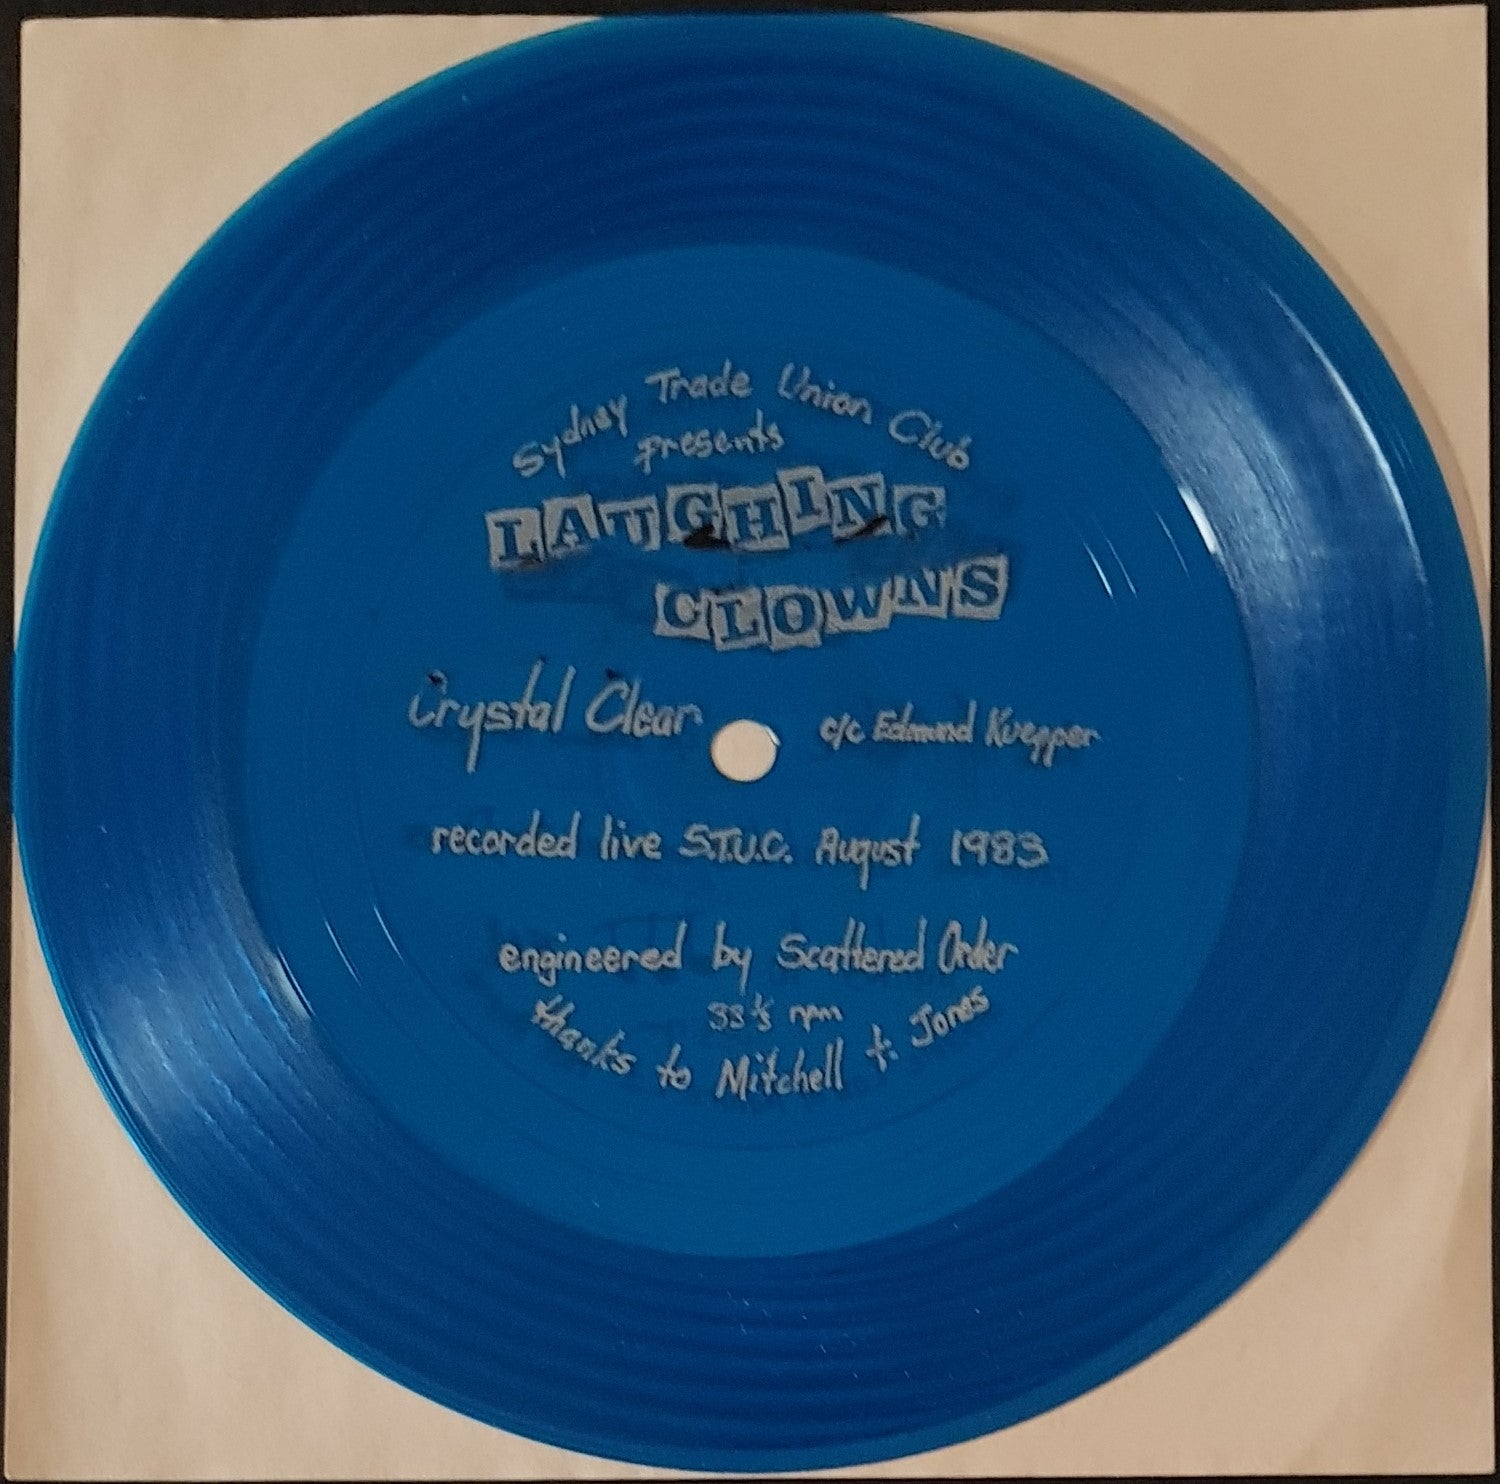 Sydney Trade Union Club
presents
LAUGHING
CLOWNS
Crystal Clear c/c Edmund Kuepper
recorded live S.T.U.C. August 1983
engineered by Scattered Order
33⅓ rpm
thanks to Mitchell t. Jones